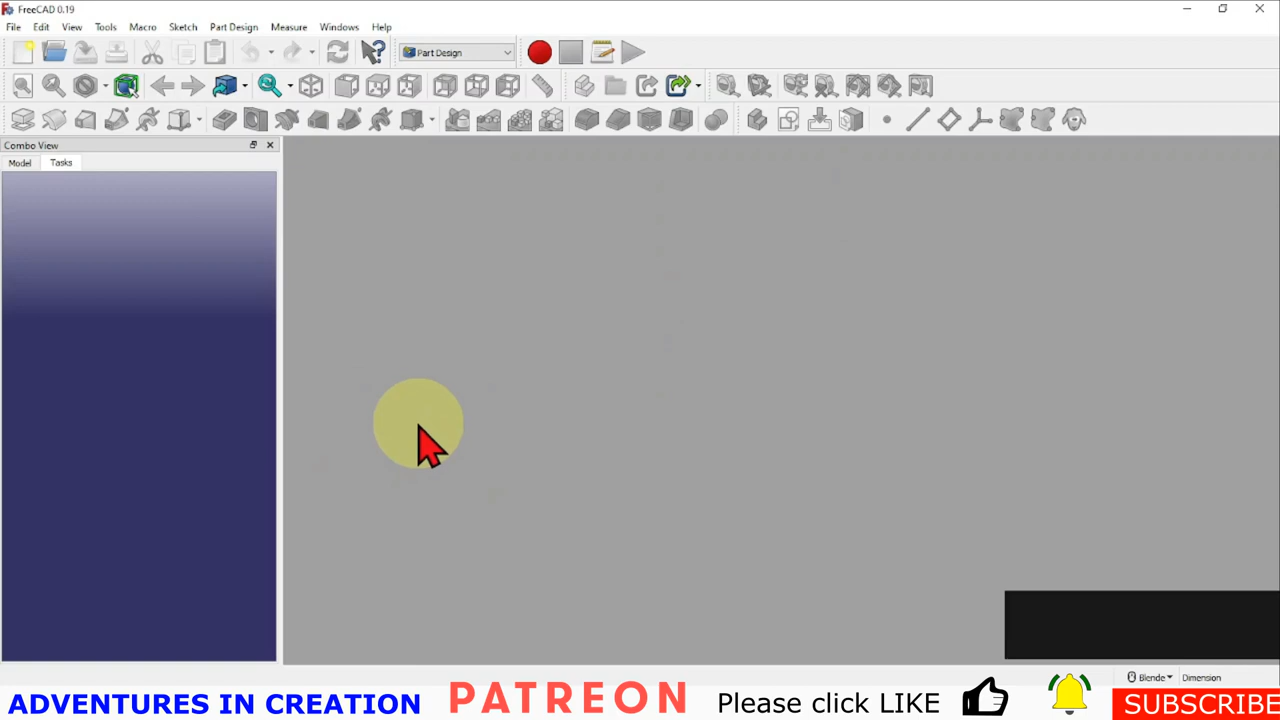 FreeCAD 0.19
File Edit View Tools Macro Sketch Part Design Measure Windows Help
Part Design
Combo View
Model Tasks
Blende Dimension
ADVENTURES IN CREATION PATREON Please click LIKE SUBSCRIBE